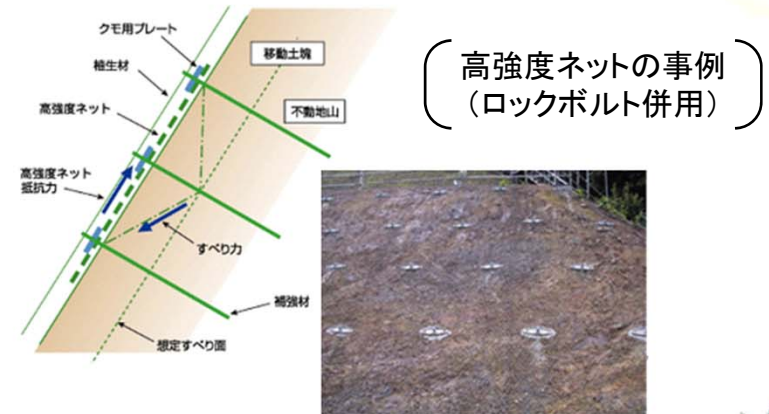 クモ用プレート
移動土塊
植生材
高強度ネット
不動地山
高強度ネット
抵抗力
すべり力
補強材
想定すべり面
高強度ネットの事例
（ロックボルト併用）